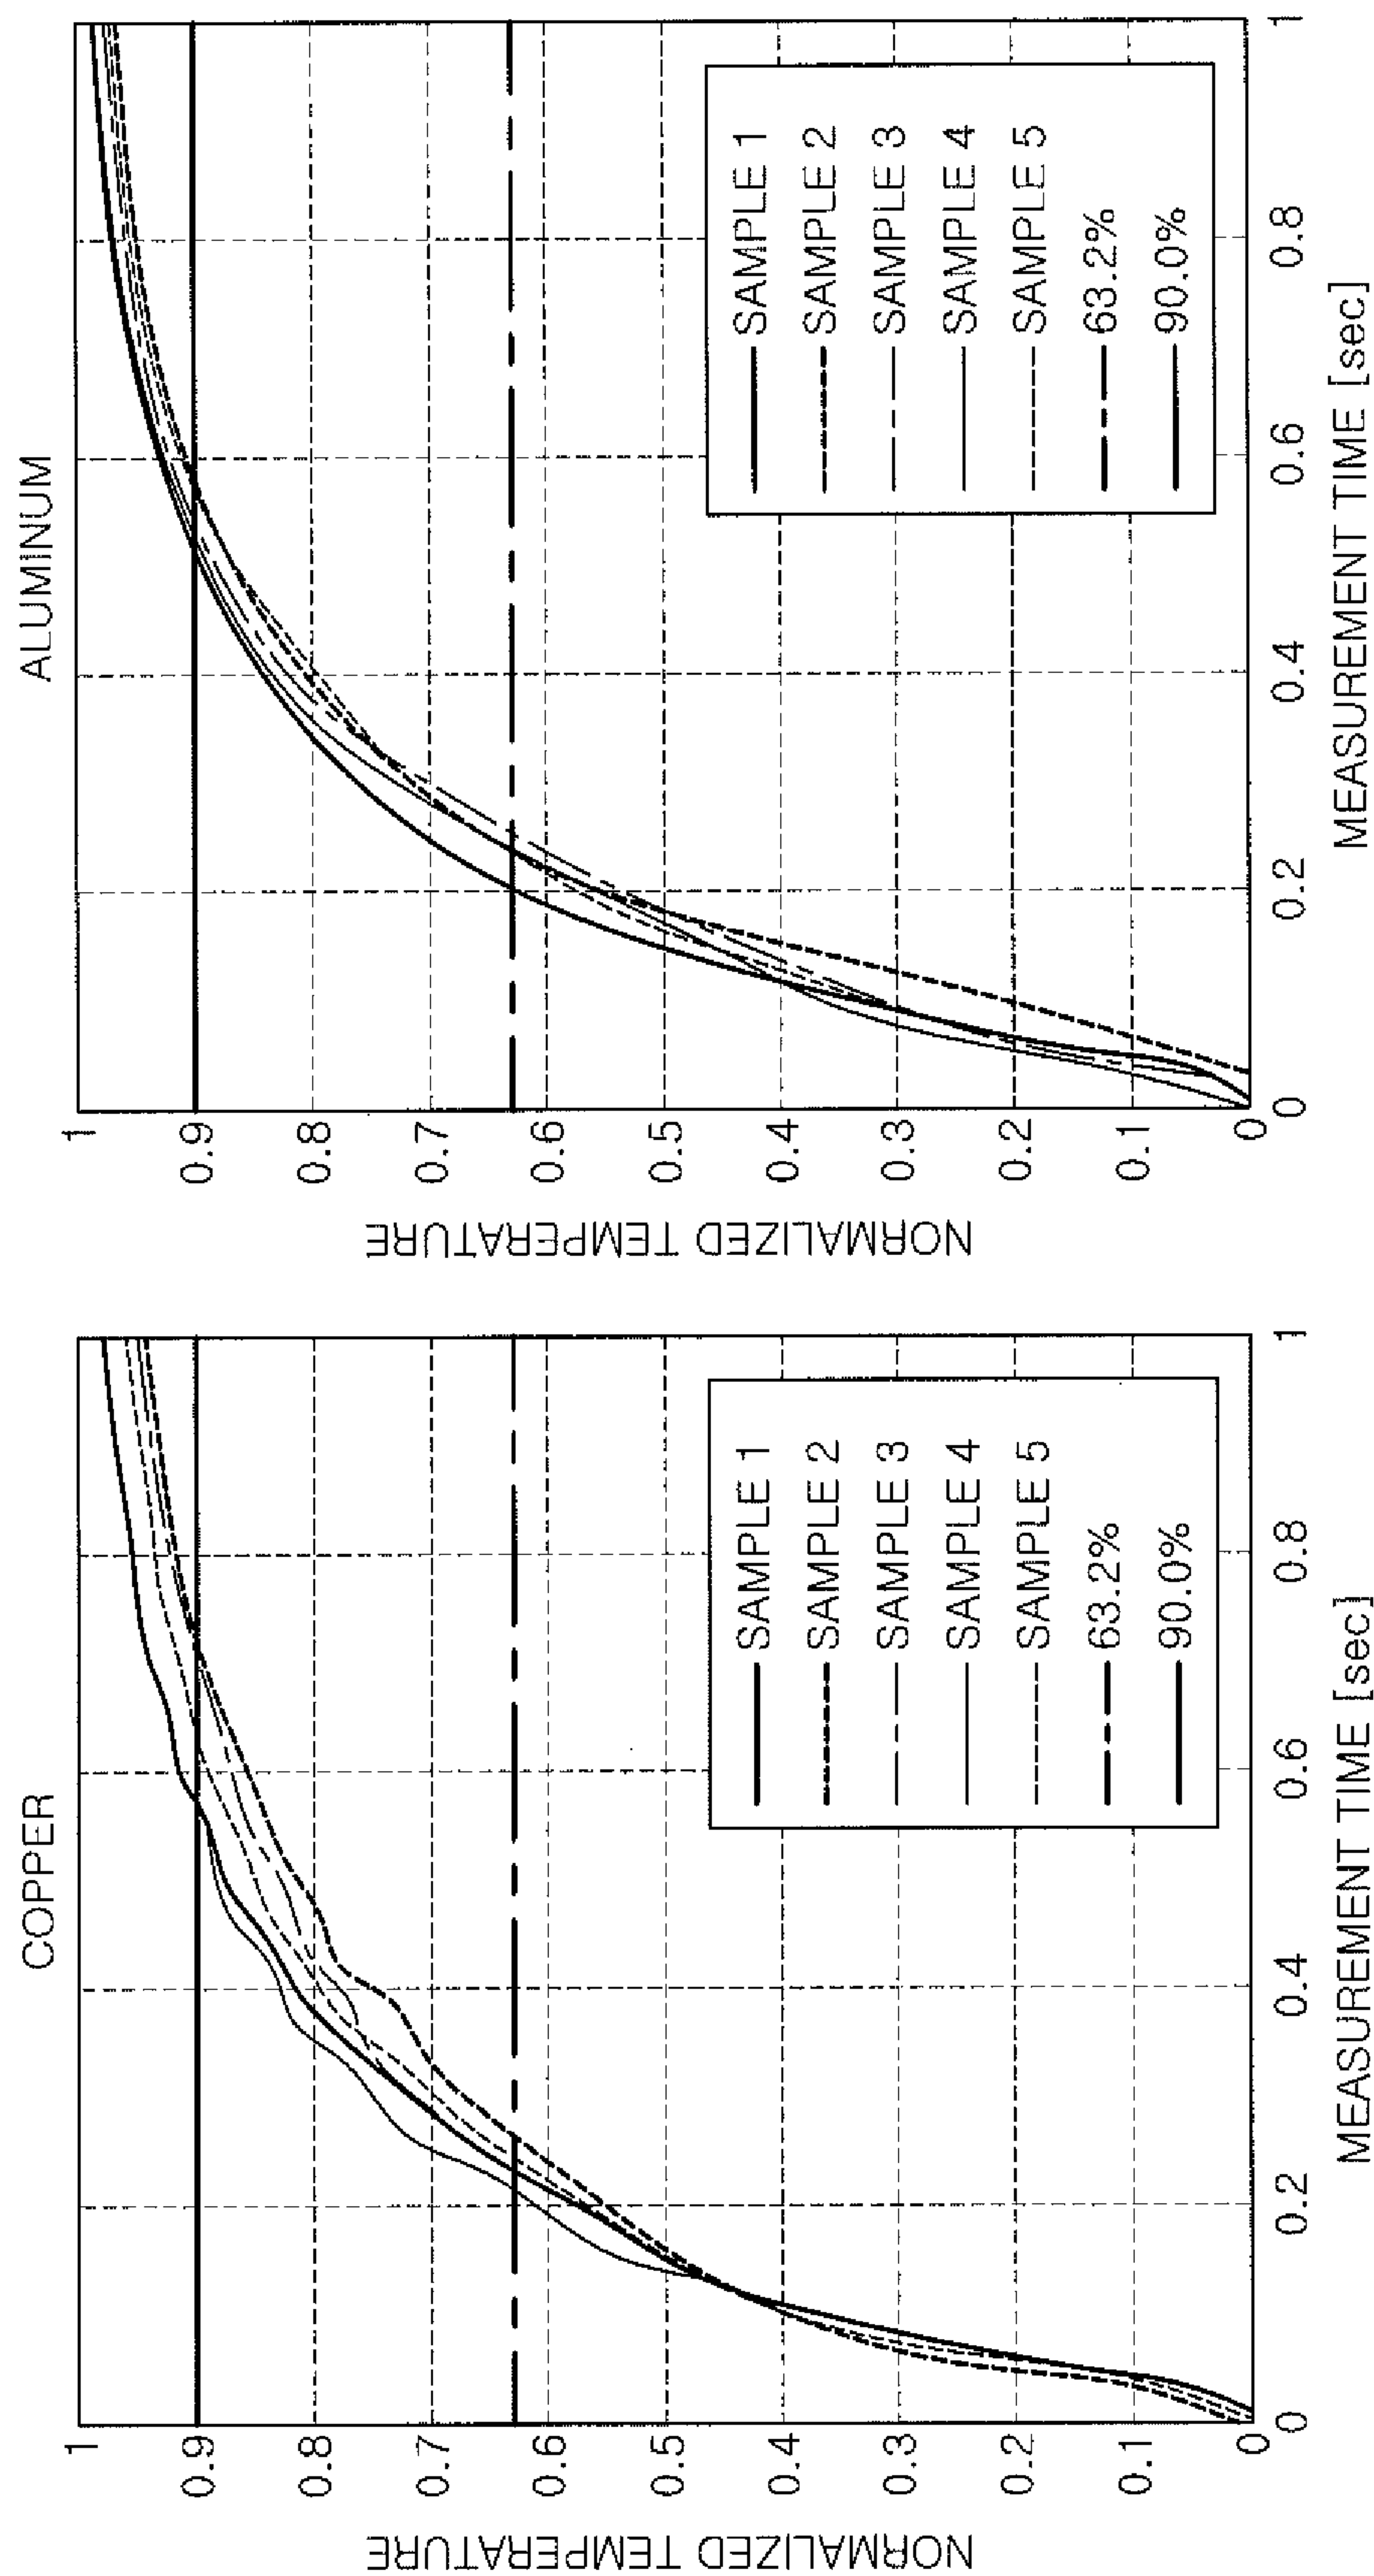 COPPER
NORMALIZED TEMPERATURE
1
0.9
0.8
0.7
0.6
0.5
0.4
0.3
0.2
0.1
0
0
0.2
0.4
0.6
0.8
1
MEASUREMENT TIME [sec]
SAMPLE 1
SAMPLE 2
SAMPLE 3
SAMPLE 4
SAMPLE 5
63.2%
90.0%
ALUMINUM
NORMALIZED TEMPERATURE
1
0.9
0.8
0.7
0.6
0.5
0.4
0.3
0.2
0.1
0
0
0.2
0.4
0.6
0.8
1
MEASUREMENT TIME [sec]
SAMPLE 1
SAMPLE 2
SAMPLE 3
SAMPLE 4
SAMPLE 5
63.2%
90.0%